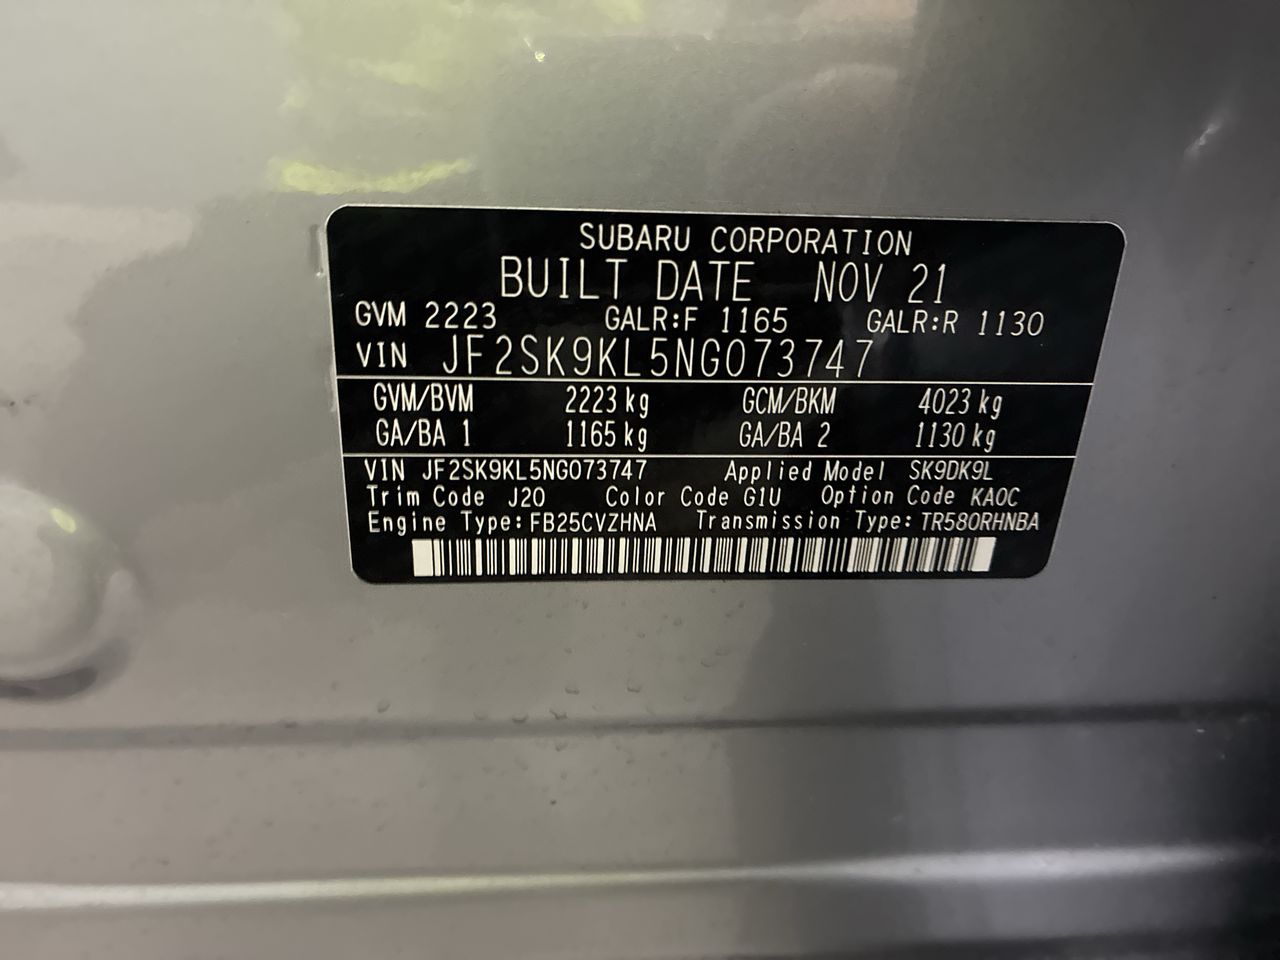 SUBARU CORPORATION
BUILT DATE NOV 21
GVM 2223 GALR:F 1165 GALR:R 1130
VIN JF2SK9KL5NG073747
GVM/BVM 2223 kg GCM/BKM 4023 kg
GA/BA 1 1165 kg GA/BA 2 1130 kg
VIN JF2SK9KL5NG073747 Applied Model SK9DK9L
Trim Code J20 Color Code G1U Option Code KA0C
Engine Type: FB25CVZHNA Transmission Type: TR580RHNBA